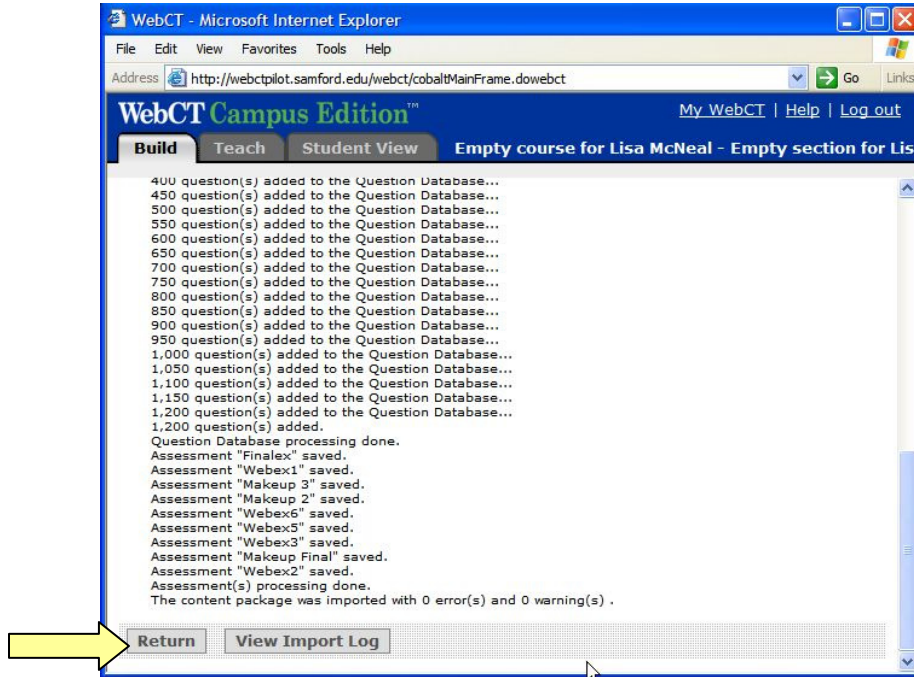 WebCT - Microsoft Internet Explorer
File Edit View Favorites Tools Help
Address http://webctpilot.samford.edu/webct/cobaltMainFrame.dowebct Go Links
WebCT Campus Edition™ My WebCT | Help | Log out
Build Teach Student View Empty course for Lisa McNeal - Empty section for Lis
400 question(s) added to the Question Database...
450 question(s) added to the Question Database...
500 question(s) added to the Question Database...
550 question(s) added to the Question Database...
600 question(s) added to the Question Database...
650 question(s) added to the Question Database...
700 question(s) added to the Question Database...
750 question(s) added to the Question Database...
800 question(s) added to the Question Database...
850 question(s) added to the Question Database...
900 question(s) added to the Question Database...
950 question(s) added to the Question Database...
1,000 question(s) added to the Question Database...
1,050 question(s) added to the Question Database...
1,100 question(s) added to the Question Database...
1,150 question(s) added to the Question Database...
1,200 question(s) added to the Question Database...
1,200 question(s) added.
Question Database processing done.
Assessment "Finalex" saved.
Assessment "Webex1" saved.
Assessment "Makeup 3" saved.
Assessment "Makeup 2" saved.
Assessment "Webex6" saved.
Assessment "Webex5" saved.
Assessment "Webex3" saved.
Assessment "Makeup Final" saved.
Assessment "Webex2" saved.
Assessment(s) processing done.
The content package was imported with 0 error(s) and 0 warning(s) .
Return View Import Log